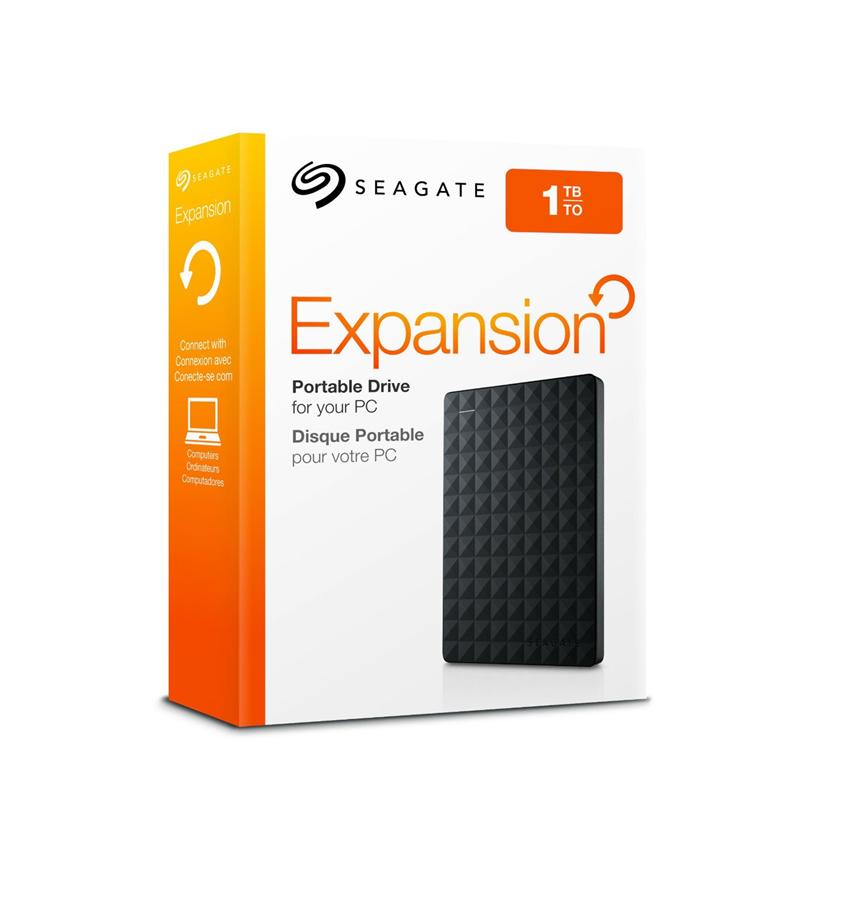 SEAGATE
Expansion
Connect with
Connexion avec
Conecte-se com
Computers
Ordinateurs
Computadores
SEAGATE
1 TB
TO
Expansion
Portable Drive
for your PC
Disque Portable
pour votre PC
SEAGATE